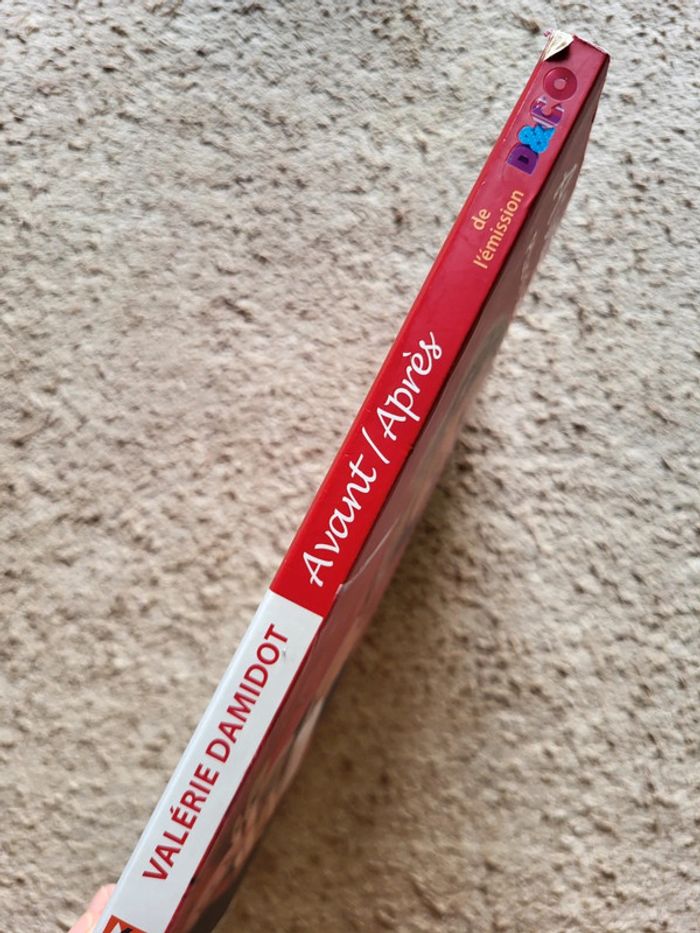 VALÉRIE DAMIDOT
Avant / Après
de
l'émission
D&CO